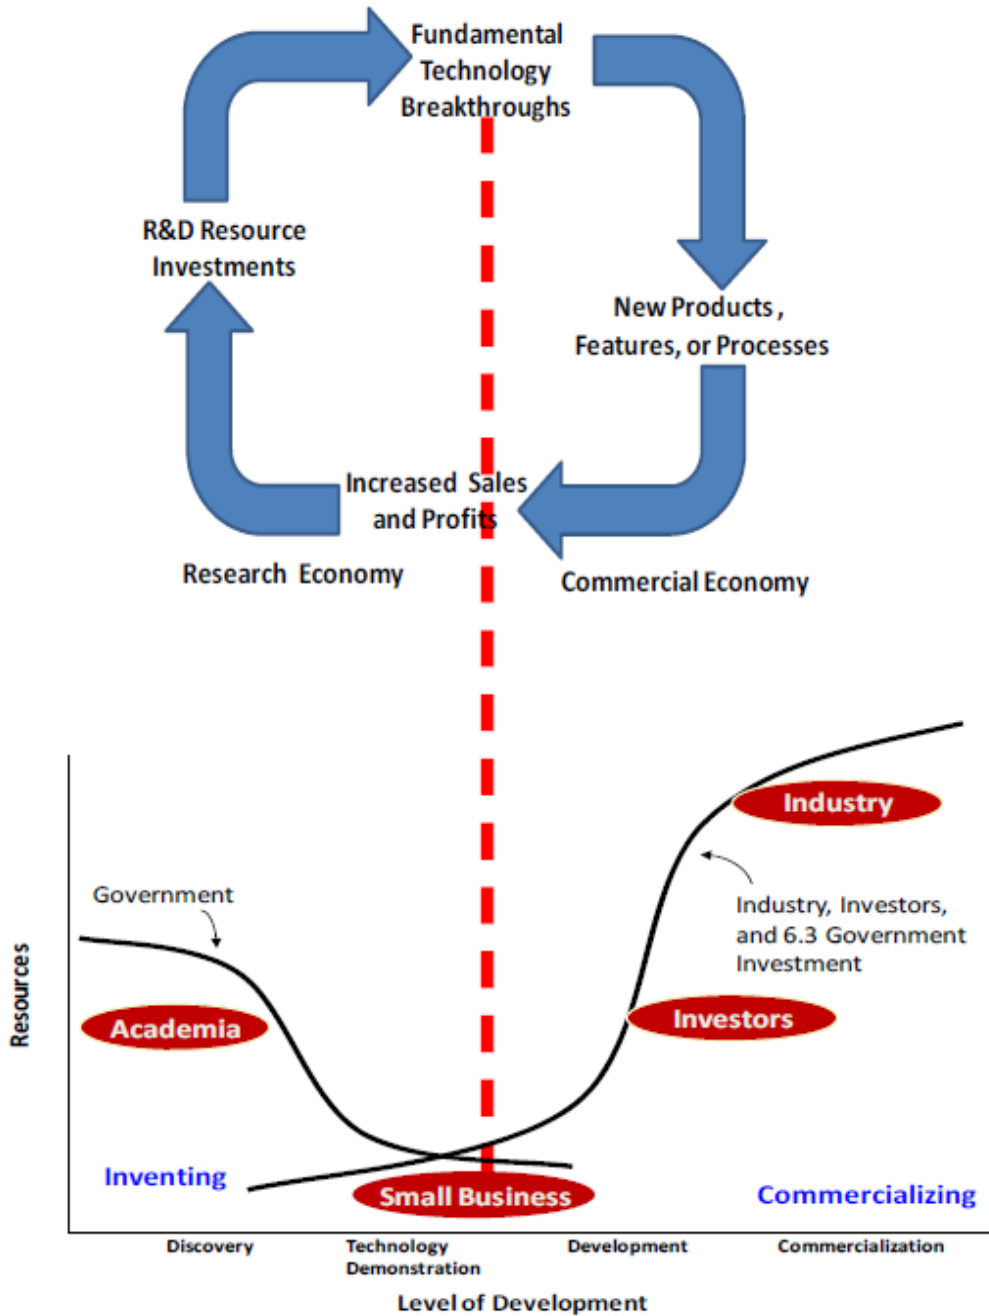 Fundamental
Technology
Breakthroughs
R&D Resource
Investments
New Products ,
Features, or Processes
Increased Sales
and Profits
Research Economy
Commercial Economy
Industry
Government
Industry, Investors,
and 6.3 Government
Investment
Resources
Academia
Investors
Inventing
Small Business
Commercializing
Discovery
Technology
Demonstration
Development
Commercialization
Level of Development